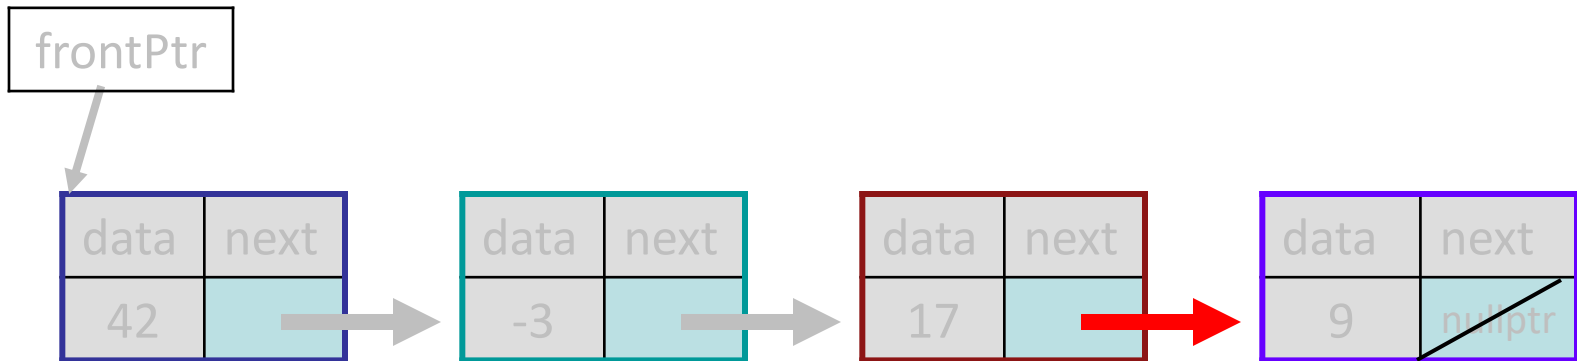 frontPtr
data next data next data next data next
42 -3 17 9 nullptr